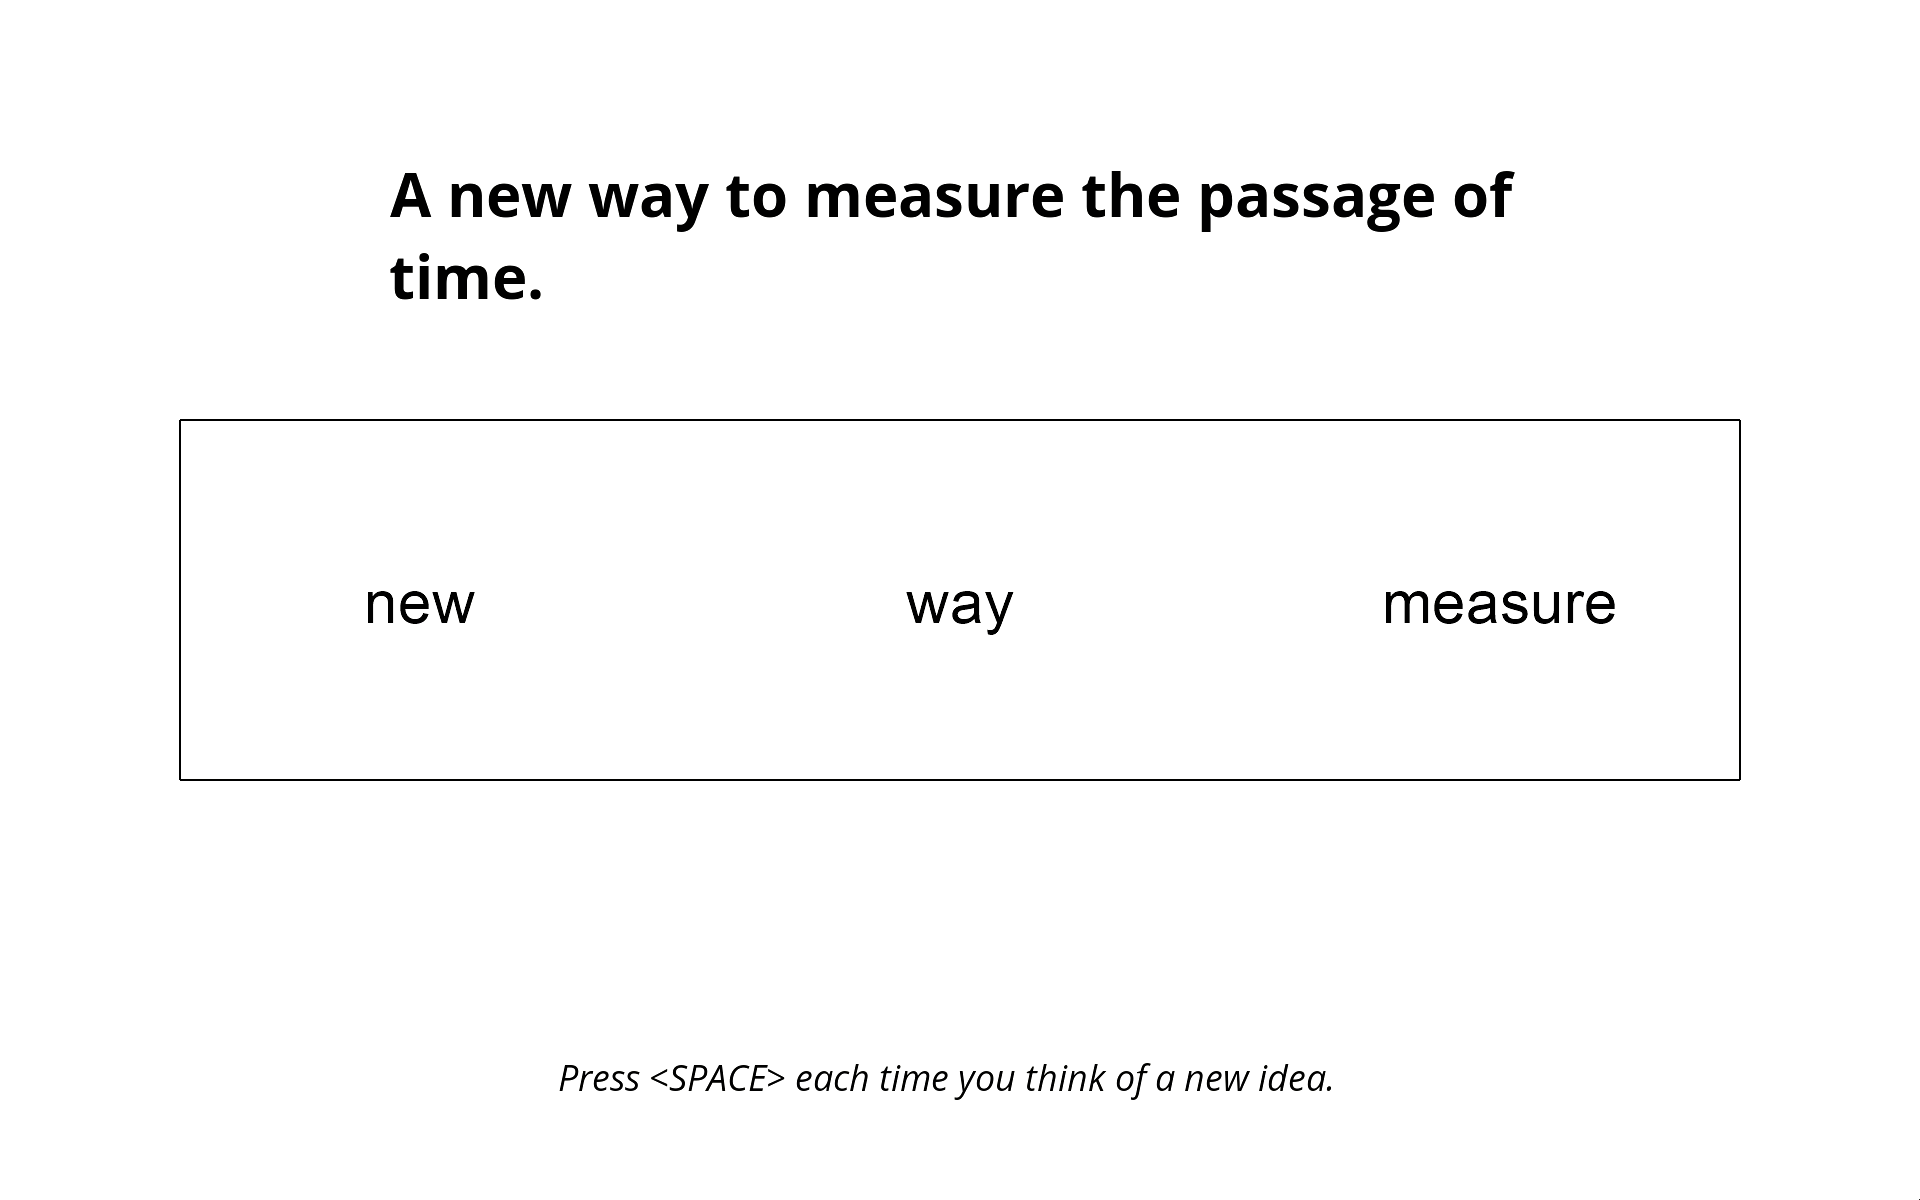 A new way to measure the passage of
time.
new way measure
Press <SPACE> each time you think of a new idea.